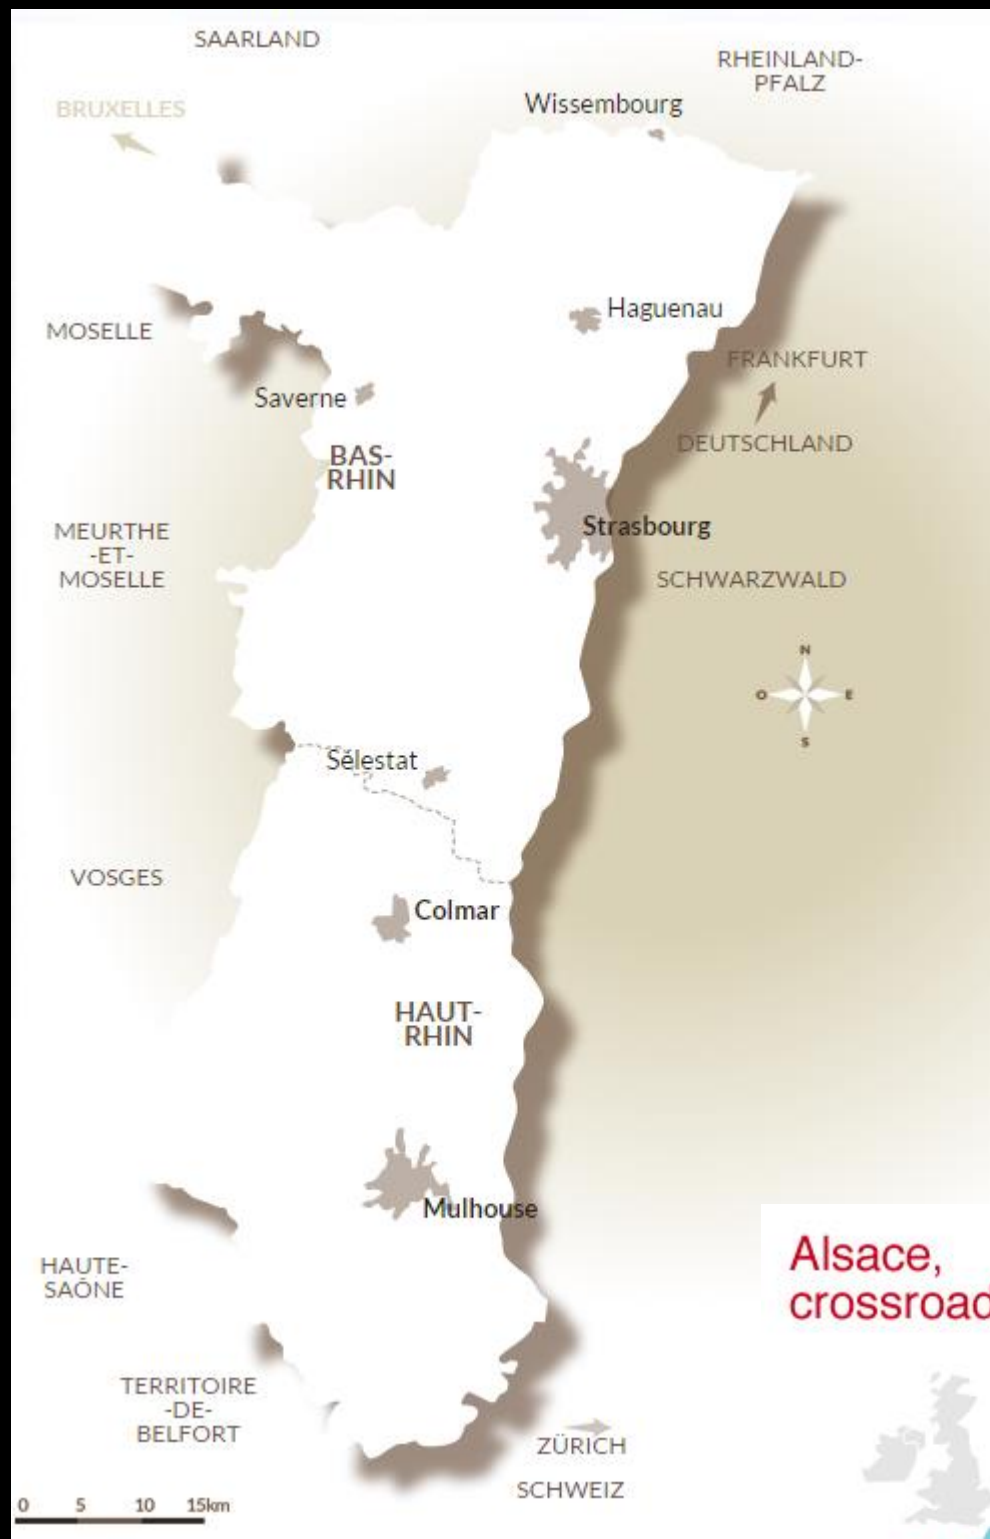 SAARLAND
RHEINLAND-
PFALZ
BRUXELLES
Wissembourg
Haguenau
MOSELLE
FRANKFURT
Saverne
DEUTSCHLAND
BAS-
RHIN
Strasbourg
MEURTHE
-ET-
MOSELLE
SCHWARZWALD
N
O E
S
Sélestat
VOSGES
Colmar
HAUT-
RHIN
Mulhouse
Alsace,
crossroad
HAUTE-
SAÔNE
TERRITOIRE
-DE-
BELFORT
ZÜRICH
SCHWEIZ
0 5 10 15km